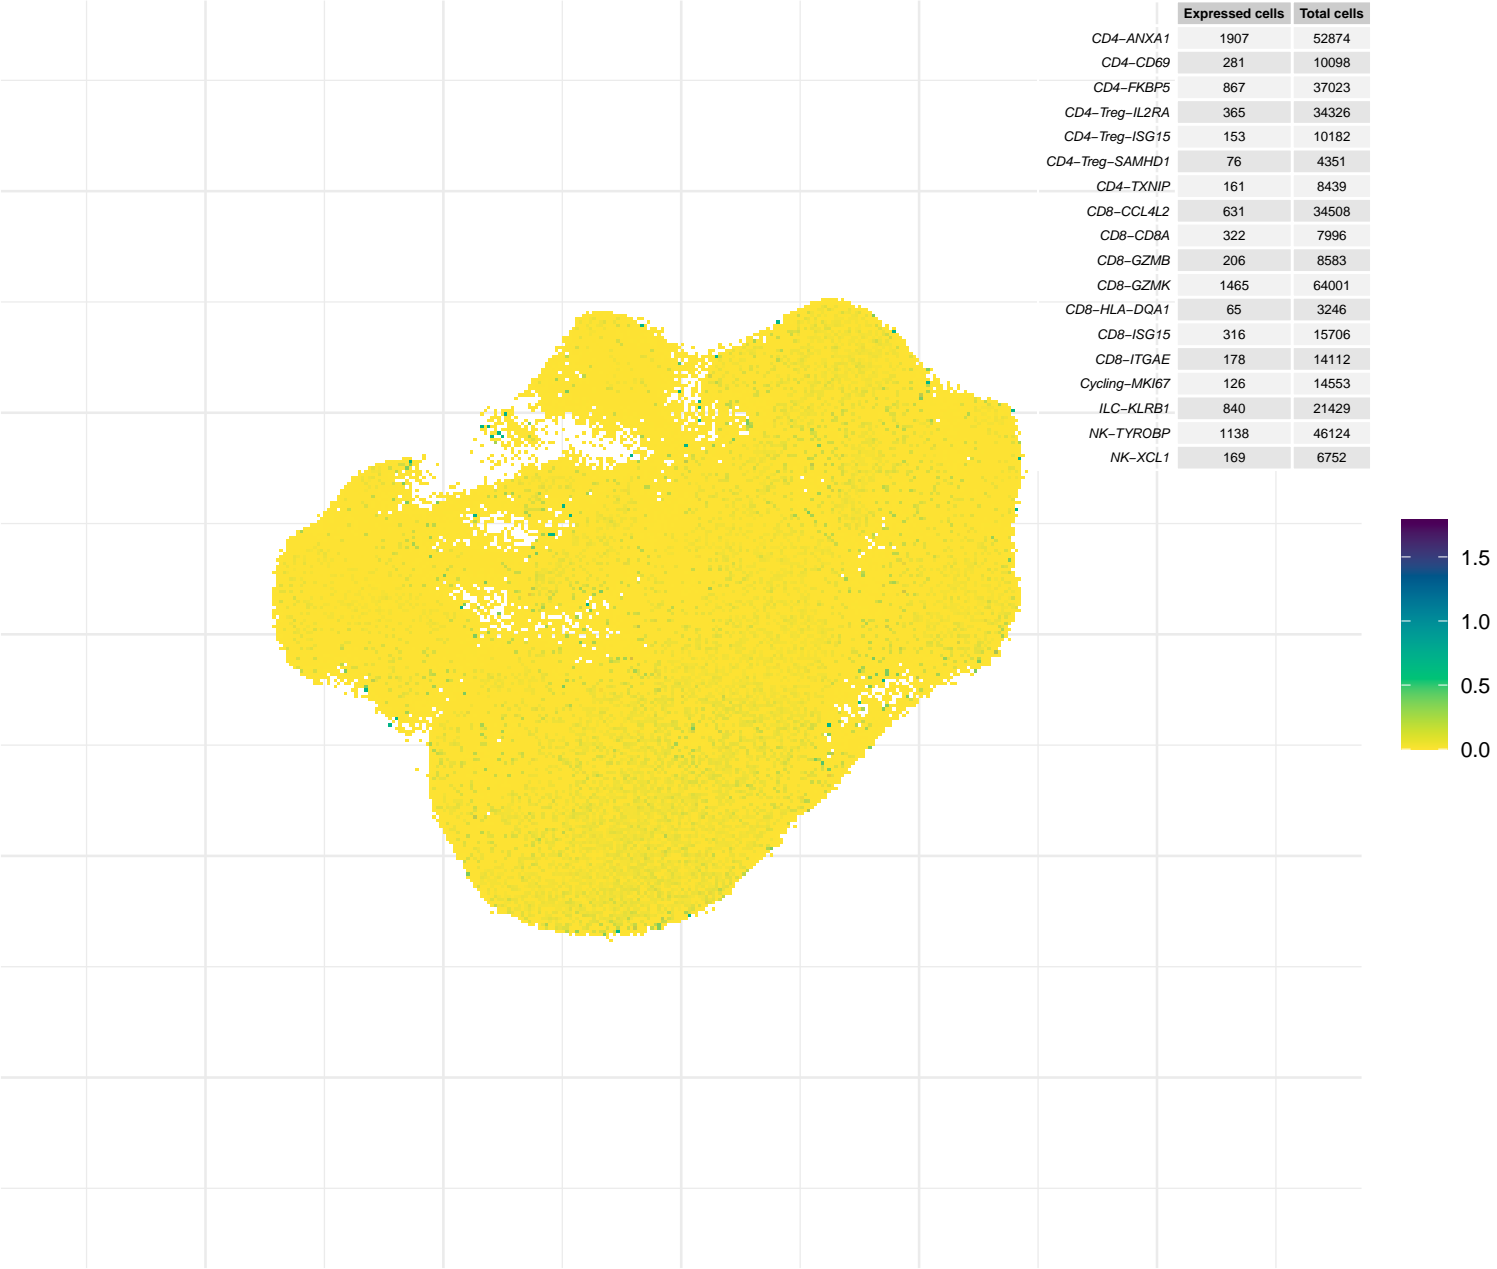 Expressed cells Total cells
CD4−ANXA1 1907 52874
CD4−CD69 281 10098
CD4−FKBP5 867 37023
CD4−Treg−IL2RA 365 34326
CD4−Treg−ISG15 153 10182
CD4−Treg−SAMHD1 76 4351
CD4−TXNIP 161 8439
CD8−CCL4L2 631 34508
CD8−CD8A 322 7996
CD8−GZMB 206 8583
CD8−GZMK 1465 64001
CD8−HLA−DQA1 65 3246
CD8−ISG15 316 15706
CD8−ITGAE 178 14112
Cycling−MKI67 126 14553
ILC−KLRB1 840 21429
NK−TYROBP 1138 46124
NK−XCL1 169 6752
1.5
1.0
0.5
0.0